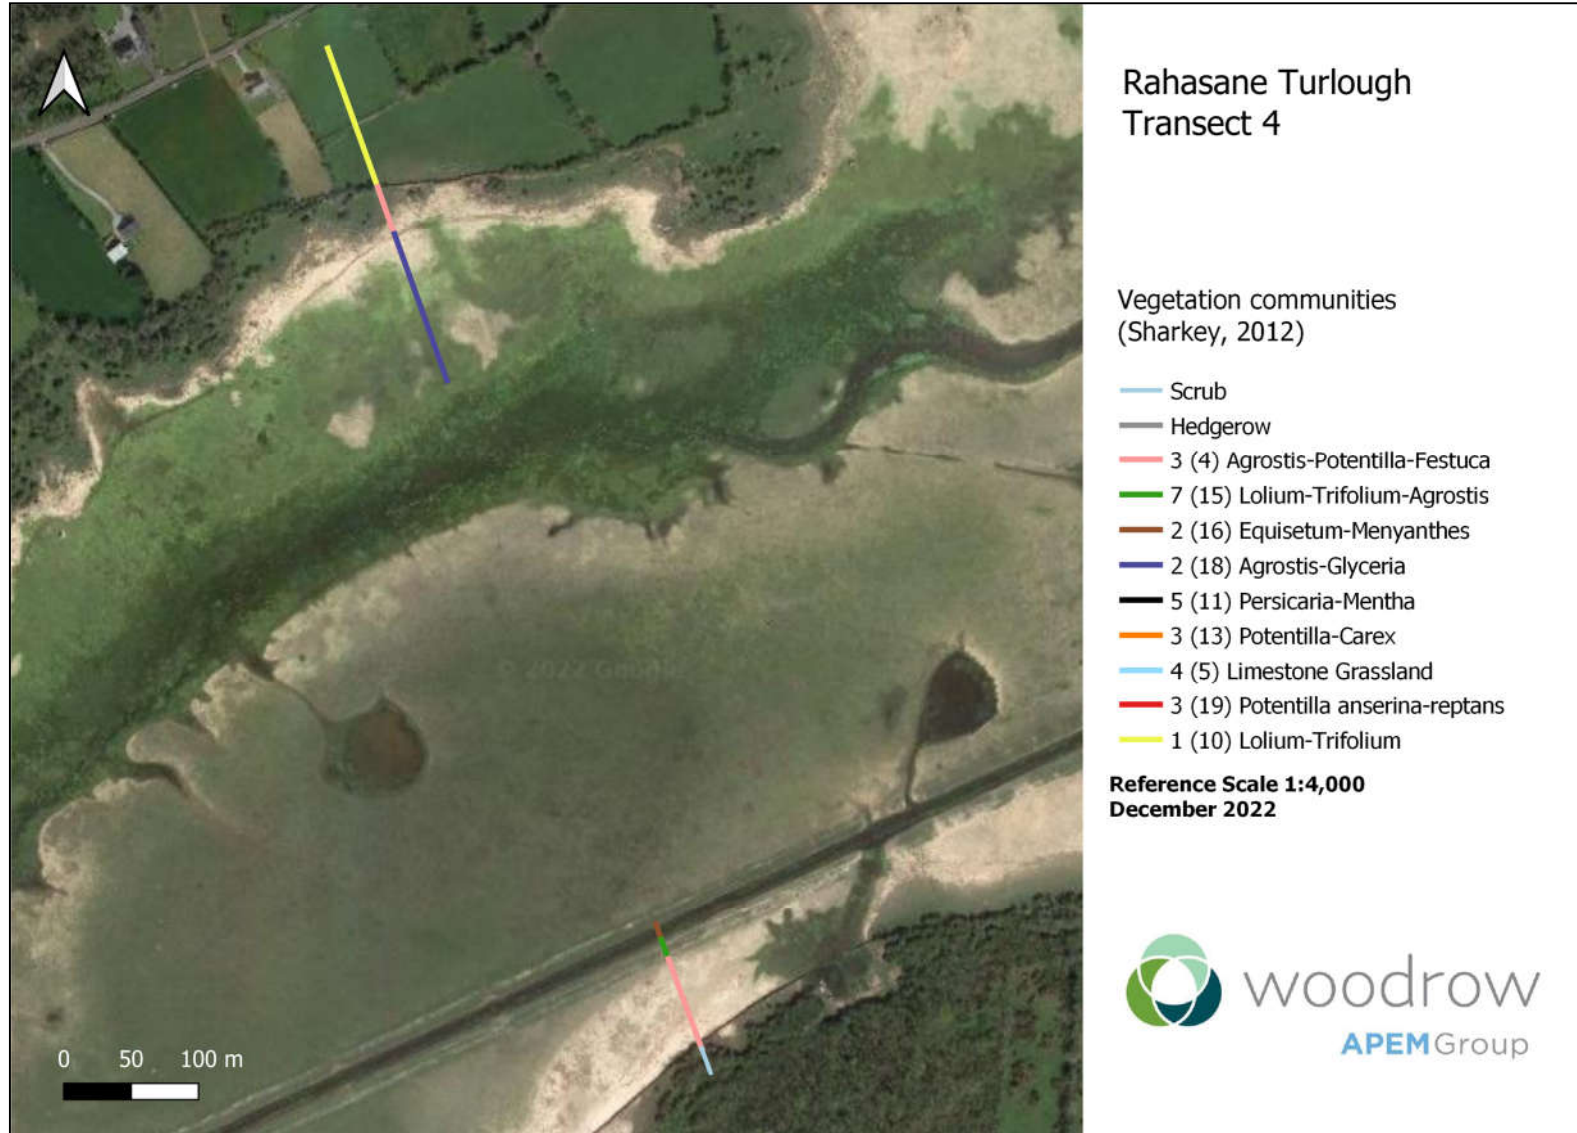 Rahasane Turlough
Transect 4
Vegetation communities
(Sharkey, 2012)
Scrub
Hedgerow
3 (4) Agrostis-Potentilla-Festuca
7 (15) Lolium-Trifolium-Agrostis
2 (16) Equisetum-Menyanthes
2 (18) Agrostis-Glyceria
5 (11) Persicaria-Mentha
3 (13) Potentilla-Carex
4 (5) Limestone Grassland
3 (19) Potentilla anserina-reptans
1 (10) Lolium-Trifolium
Reference Scale 1:4,000
December 2022
woodrow
APEMGroup
0 50 100 m
© 2022 Google